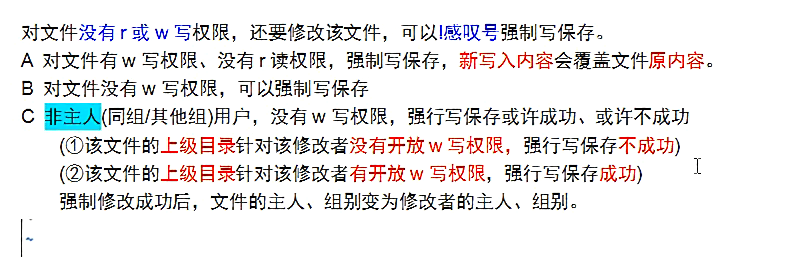 对文件没有 r 或 w 写权限，还要修改该文件，可以!感叹号强制写保存。
A 对文件有 w 写权限、没有 r 读权限，强制写保存，新写入内容会覆盖文件原内容。
B 对文件没有 w 写权限，可以强制写保存
C 非主人(同组/其他组)用户，没有 w 写权限，强行写保存或许成功、或许不成功
(①该文件的上级目录针对该修改者没有开放 w 写权限，强行写保存不成功)
(②该文件的上级目录针对该修改者有开放 w 写权限，强行写保存成功)
强制修改成功后，文件的主人、组别变为修改者的主人、组别。
~